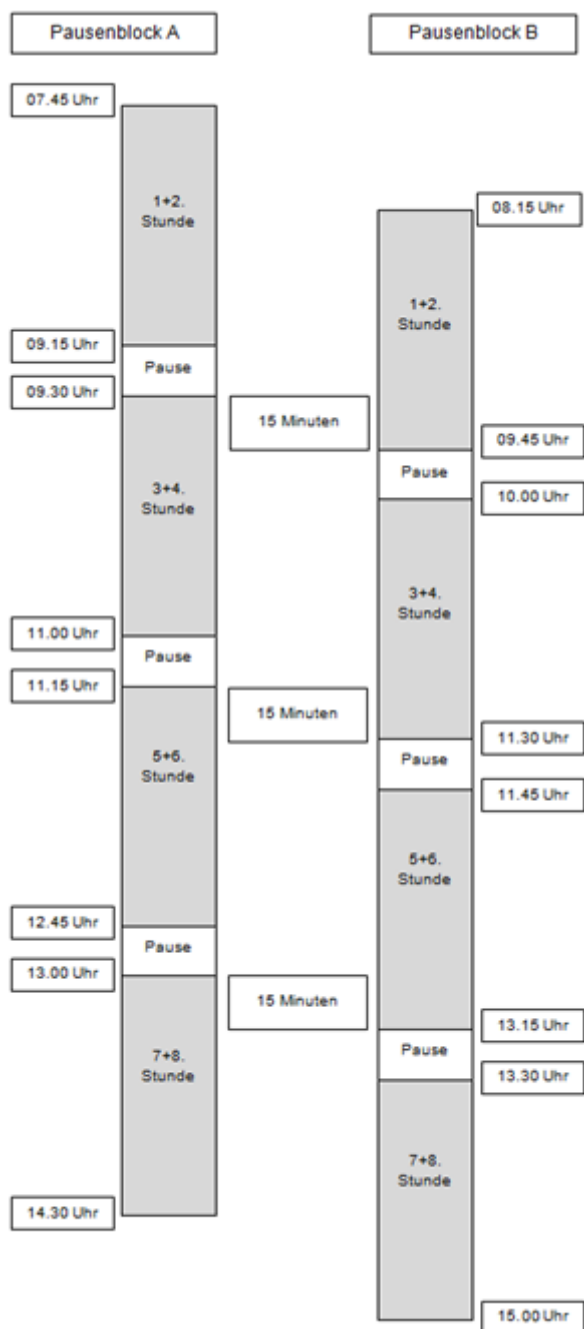 Pausenblock A
Pausenblock B
07.45 Uhr
1+2.
Stunde
08.15 Uhr
1+2.
Stunde
09.15 Uhr
Pause
09.30 Uhr
15 Minuten
09.45 Uhr
Pause
3+4.
Stunde
10.00 Uhr
3+4.
Stunde
11.00 Uhr
Pause
11.15 Uhr
15 Minuten
11.30 Uhr
5+6.
Stunde
Pause
11.45 Uhr
5+6.
Stunde
12.45 Uhr
Pause
13.00 Uhr
15 Minuten
13.15 Uhr
Pause
7+8.
Stunde
13.30 Uhr
7+8.
Stunde
14.30 Uhr
15.00 Uhr